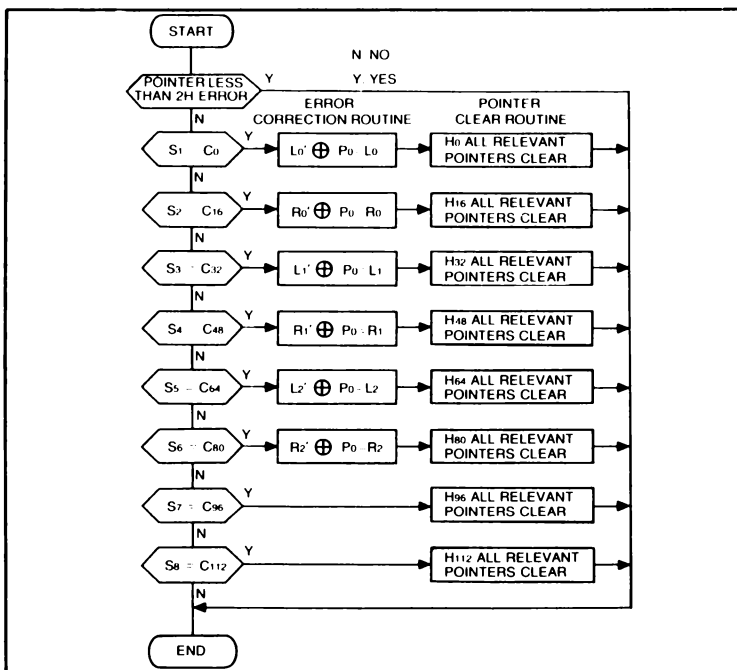 START
N NO
Y YES
POINTER LESS
THAN 2H ERROR
Y
N
ERROR
CORRECTION ROUTINE
POINTER
CLEAR ROUTINE
S1 C0
Y
L0' ⊕ P0 - L0
H0 ALL RELEVANT
POINTERS CLEAR
N
S2 C16
Y
R0' ⊕ P0 R0
H16 ALL RELEVANT
POINTERS CLEAR
N
S3 = C32
Y
L1' ⊕ P0 L1
H32 ALL RELEVANT
POINTERS CLEAR
N
S4 C48
Y
R1' ⊕ P0 = R1
H48 ALL RELEVANT
POINTERS CLEAR
N
S5 - C64
Y
L2' ⊕ P0 - L2
H64 ALL RELEVANT
POINTERS CLEAR
N
S6 = C80
Y
R2' ⊕ P0 - R2
H80 ALL RELEVANT
POINTERS CLEAR
N
S7 = C96
Y
H96 ALL RELEVANT
POINTERS CLEAR
N
S8 = C112
Y
H112 ALL RELEVANT
POINTERS CLEAR
N
END